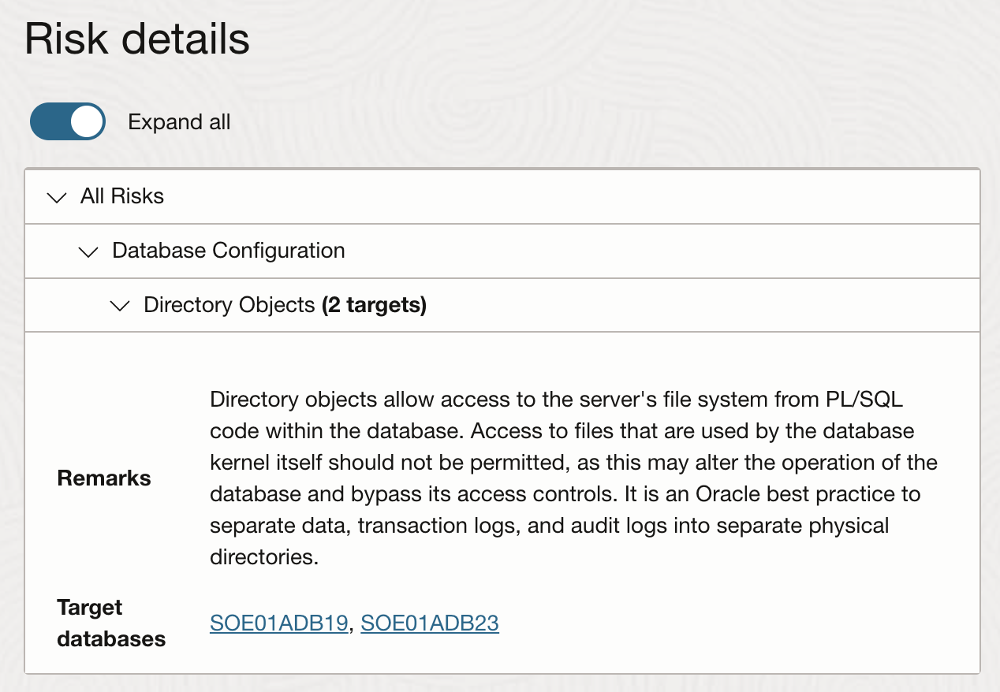 Risk details
Expand all
All Risks
Database Configuration
Directory Objects (2 targets)
Remarks
Directory objects allow access to the server's file system from PL/SQL
code within the database. Access to files that are used by the database
kernel itself should not be permitted, as this may alter the operation of the
database and bypass its access controls. It is an Oracle best practice to
separate data, transaction logs, and audit logs into separate physical
directories.
Target
databases
SOE01ADB19, SOE01ADB23